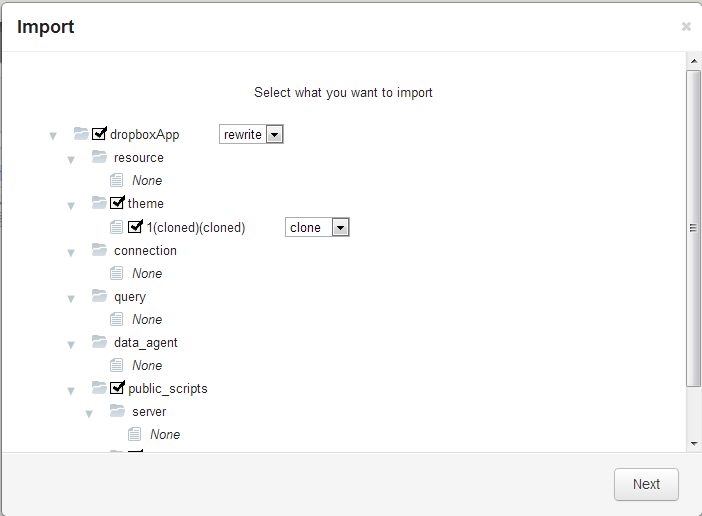 Import
Select what you want to import
dropboxApp rewrite
resource
None
theme
1(cloned)(cloned) clone
connection
None
query
None
data_agent
None
public_scripts
server
None
Next